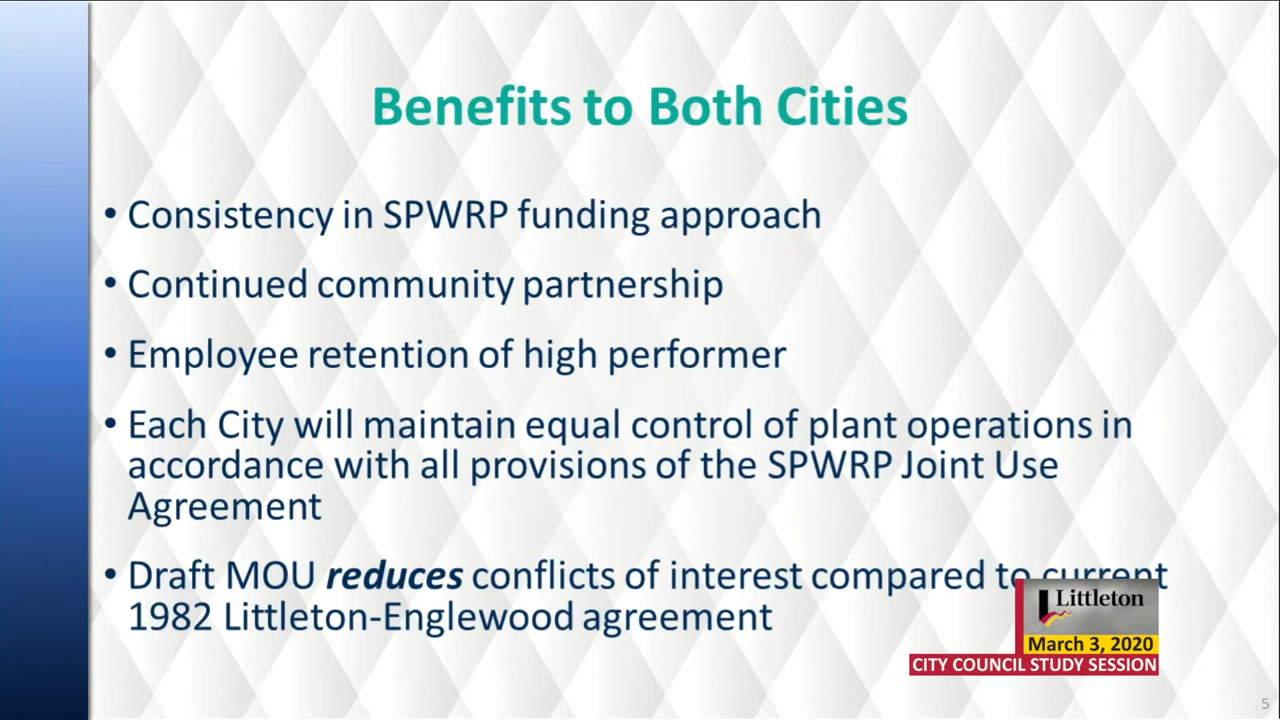 Benefits to Both Cities
• Consistency in SPWRP funding approach
• Continued community partnership
• Employee retention of high performer
• Each City will maintain equal control of plant operations in
accordance with all provisions of the SPWRP Joint Use
Agreement
• Draft MOU reduces conflicts of interest compared to current
1982 Littleton-Englewood agreement
Littleton
March 3, 2020
CITY COUNCIL STUDY SESSION
5